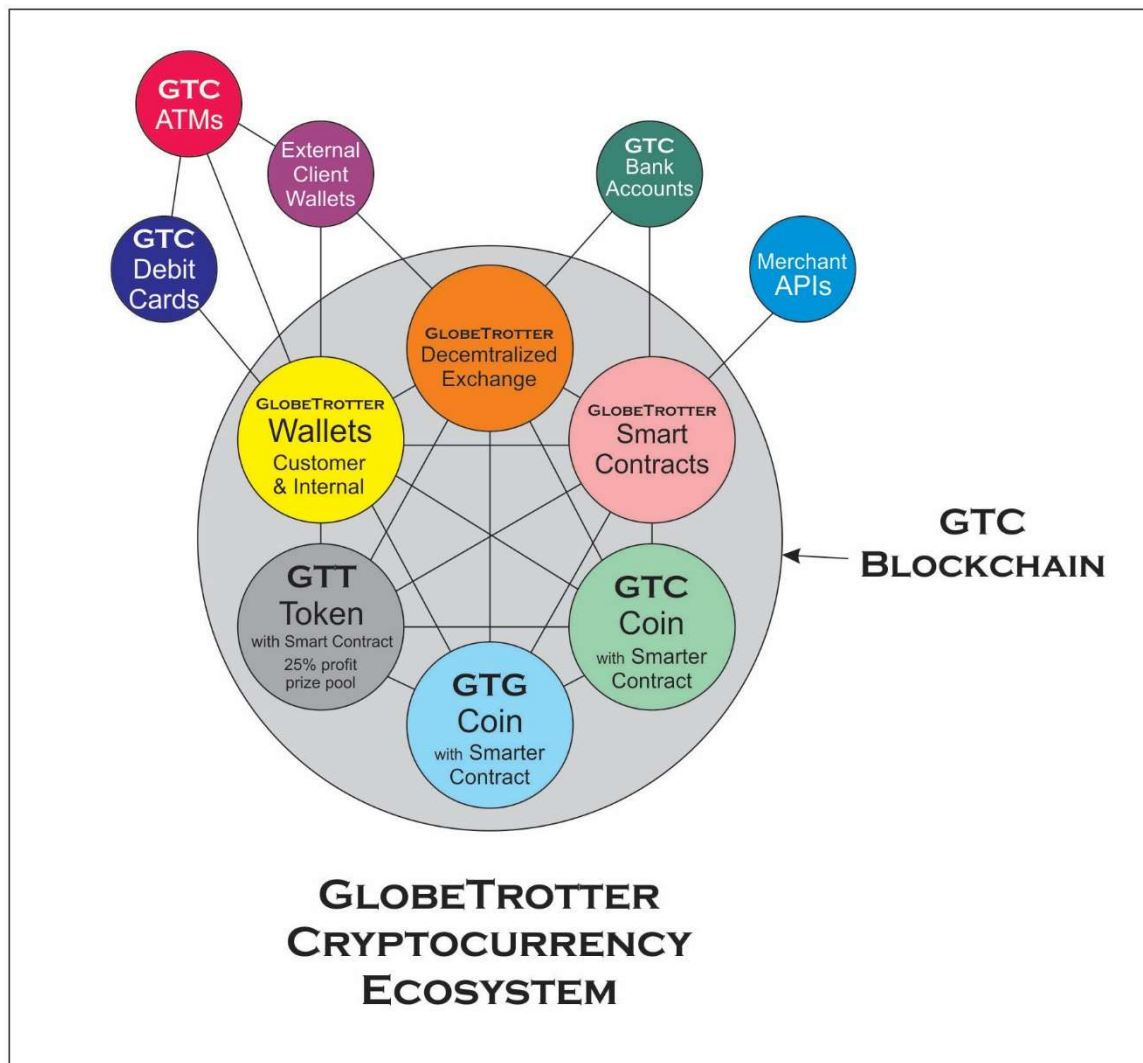 GTC
ATMs
External
Client
Wallets
GTC
Bank
Accounts
GTC
Debit
Cards
Merchant
APIs
GLOBETROTTER
Decemtralized
Exchange
GLOBETROTTER
Wallets
Customer
& Internal
GLOBETROTTER
Smart
Contracts
GTC
BLOCKCHAIN
GTT
Token
with Smart Contract
25% profit
prize pool
GTC
Coin
with Smarter
Contract
GTG
Coin
with Smarter
Contract
GLOBETROTTER
CRYPTOCURRENCY
ECOSYSTEM